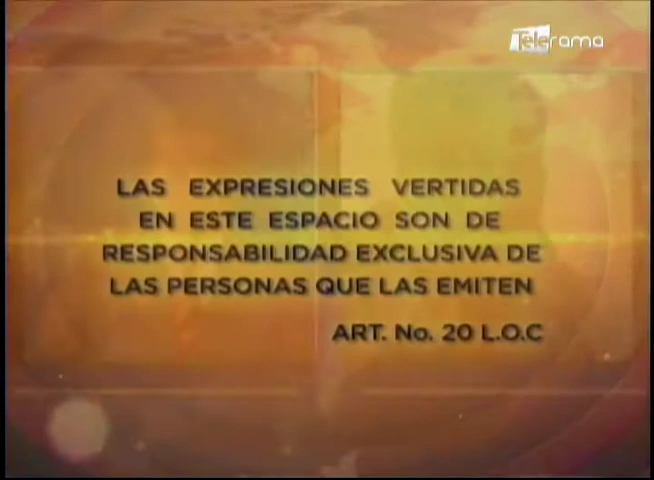 Telerama
LAS EXPRESIONES VERTIDAS
EN ESTE ESPACIO SON DE
RESPONSABILIDAD EXCLUSIVA DE
LAS PERSONAS QUE LAS EMITEN
ART. No. 20 L.O.C